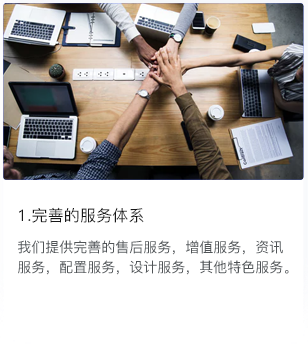 1.完善的服务体系
我们提供完善的售后服务，增值服务，资讯
服务，配置服务，设计服务，其他特色服务。